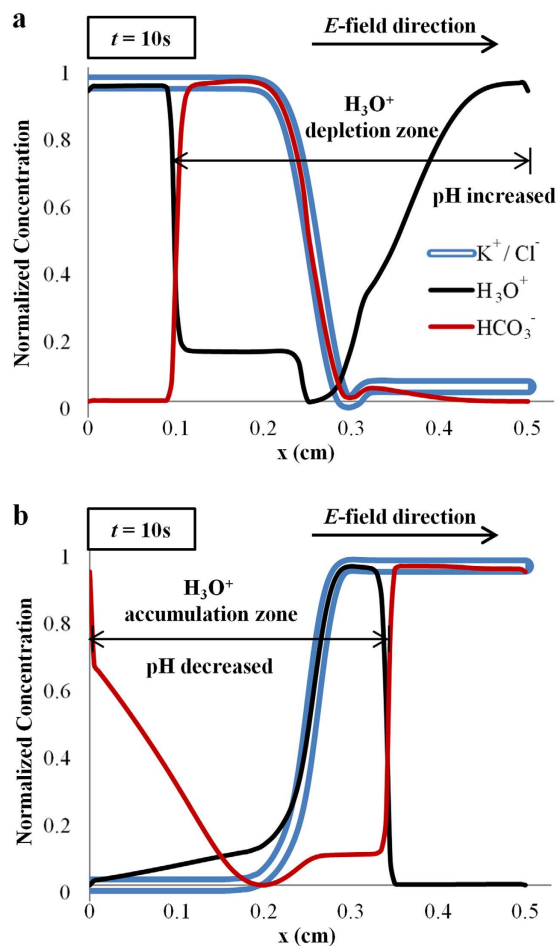 a
t = 10s
E-field direction
1
0.8
0.6
0.4
0.2
0
Normalized Concentration
H₃O⁺
depletion zone
pH increased
K⁺/ Cl⁻
H₃O⁺
HCO₃⁻
0
0.1
0.2
0.3
0.4
0.5
x (cm)
b
t = 10s
E-field direction
1
0.8
0.6
0.4
0.2
0
Normalized Concentration
H₃O⁺
accumulation zone
pH decreased
0
0.1
0.2
0.3
0.4
0.5
x (cm)